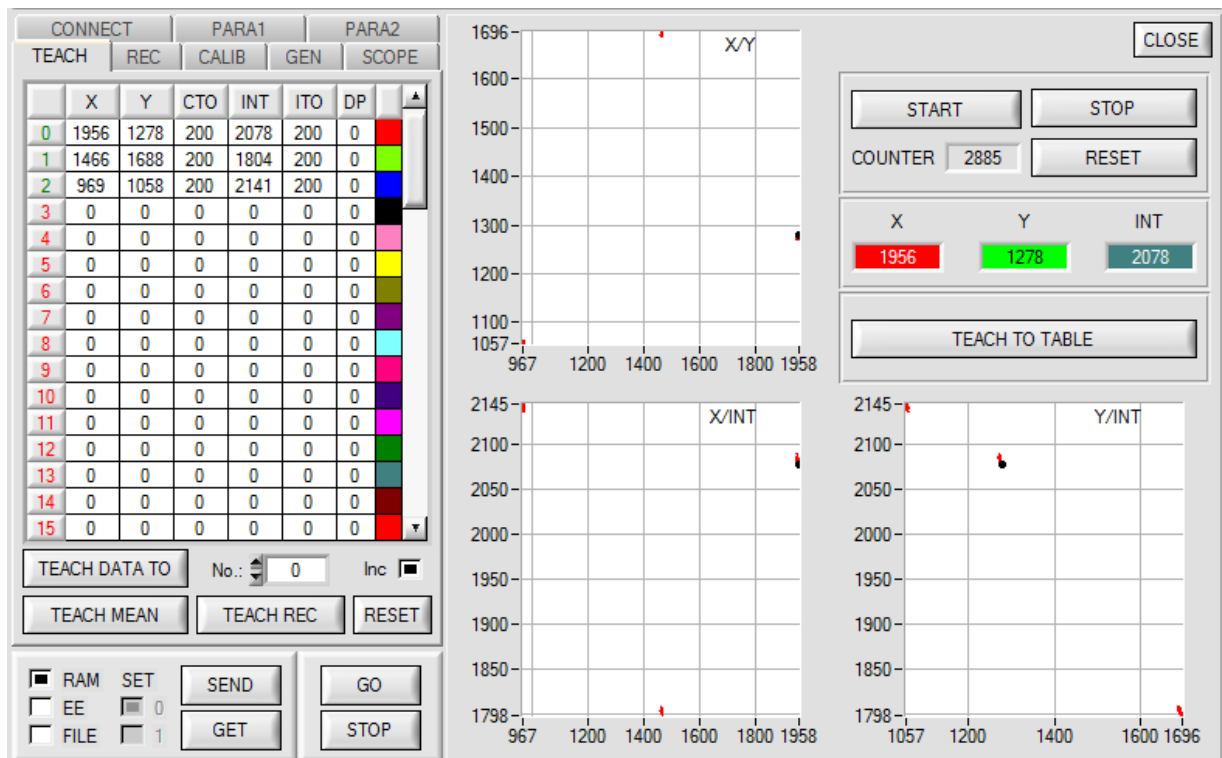 CONNECT PARA1 PARA2
TEACH REC CALIB GEN SCOPE
X Y CTO INT ITO DP
0 1956 1278 200 2078 200 0
1 1466 1688 200 1804 200 0
2 969 1058 200 2141 200 0
3 0 0 0 0 0 0
4 0 0 0 0 0 0
5 0 0 0 0 0 0
6 0 0 0 0 0 0
7 0 0 0 0 0 0
8 0 0 0 0 0 0
9 0 0 0 0 0 0
10 0 0 0 0 0 0
11 0 0 0 0 0 0
12 0 0 0 0 0 0
13 0 0 0 0 0 0
14 0 0 0 0 0 0
15 0 0 0 0 0 0
TEACH DATA TO No.: 0 Inc
TEACH MEAN TEACH REC RESET
RAM SET SEND GO
EE 0
FILE 1 GET STOP
X/Y
1696
1600
1500
1400
1300
1200
1100
1057
967 1200 1400 1600 1800 1958
CLOSE
START STOP
COUNTER 2885 RESET
X Y INT
1956 1278 2078
TEACH TO TABLE
X/INT
2145
2100
2050
2000
1950
1900
1850
1798
967 1200 1400 1600 1800 1958
Y/INT
2145
2100
2050
2000
1950
1900
1850
1798
1057 1200 1400 1600 1696